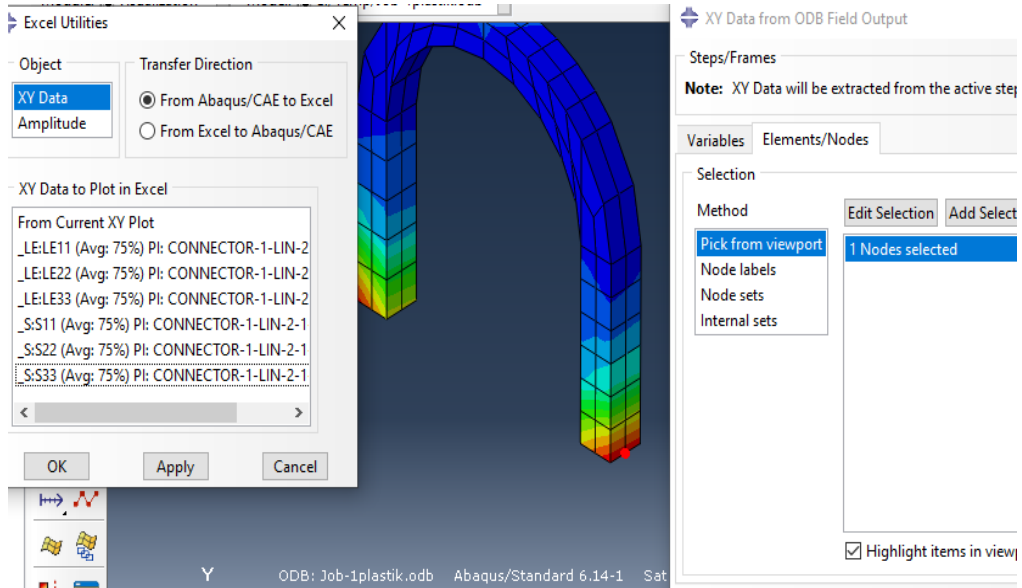 Excel Utilities
Object
XY Data
Amplitude
Transfer Direction
From Abaqus/CAE to Excel
From Excel to Abaqus/CAE
XY Data to Plot in Excel
From Current XY Plot
_LE:LE11 (Avg: 75%) PI: CONNECTOR-1-LIN-2
_LE:LE22 (Avg: 75%) PI: CONNECTOR-1-LIN-2
_LE:LE33 (Avg: 75%) PI: CONNECTOR-1-LIN-2
_S:S11 (Avg: 75%) PI: CONNECTOR-1-LIN-2-1
_S:S22 (Avg: 75%) PI: CONNECTOR-1-LIN-2-1
_S:S33 (Avg: 75%) PI: CONNECTOR-1-LIN-2-1
OK Apply Cancel
Y
ODB: Job-1plastik.odb Abaqus/Standard 6.14-1 Sat
XY Data from ODB Field Output
Steps/Frames
Note: XY Data will be extracted from the active step
Variables Elements/Nodes
Selection
Method
Pick from viewport
Node labels
Node sets
Internal sets
Edit Selection Add Select
1 Nodes selected
Highlight items in viewp